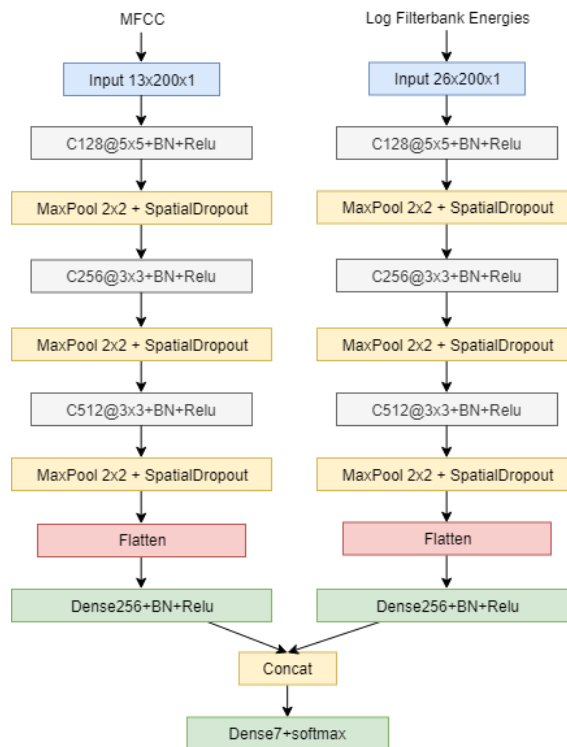 MFCC
Log Filterbank Energies
Input 13x200x1
Input 26x200x1
C128@5x5+BN+Relu
C128@5x5+BN+Relu
MaxPool 2x2 + SpatialDropout
MaxPool 2x2 + SpatialDropout
C256@3x3+BN+Relu
C256@3x3+BN+Relu
MaxPool 2x2 + SpatialDropout
MaxPool 2x2 + SpatialDropout
C512@3x3+BN+Relu
C512@3x3+BN+Relu
MaxPool 2x2 + SpatialDropout
MaxPool 2x2 + SpatialDropout
Flatten
Flatten
Dense256+BN+Relu
Dense256+BN+Relu
Concat
Dense7+softmax